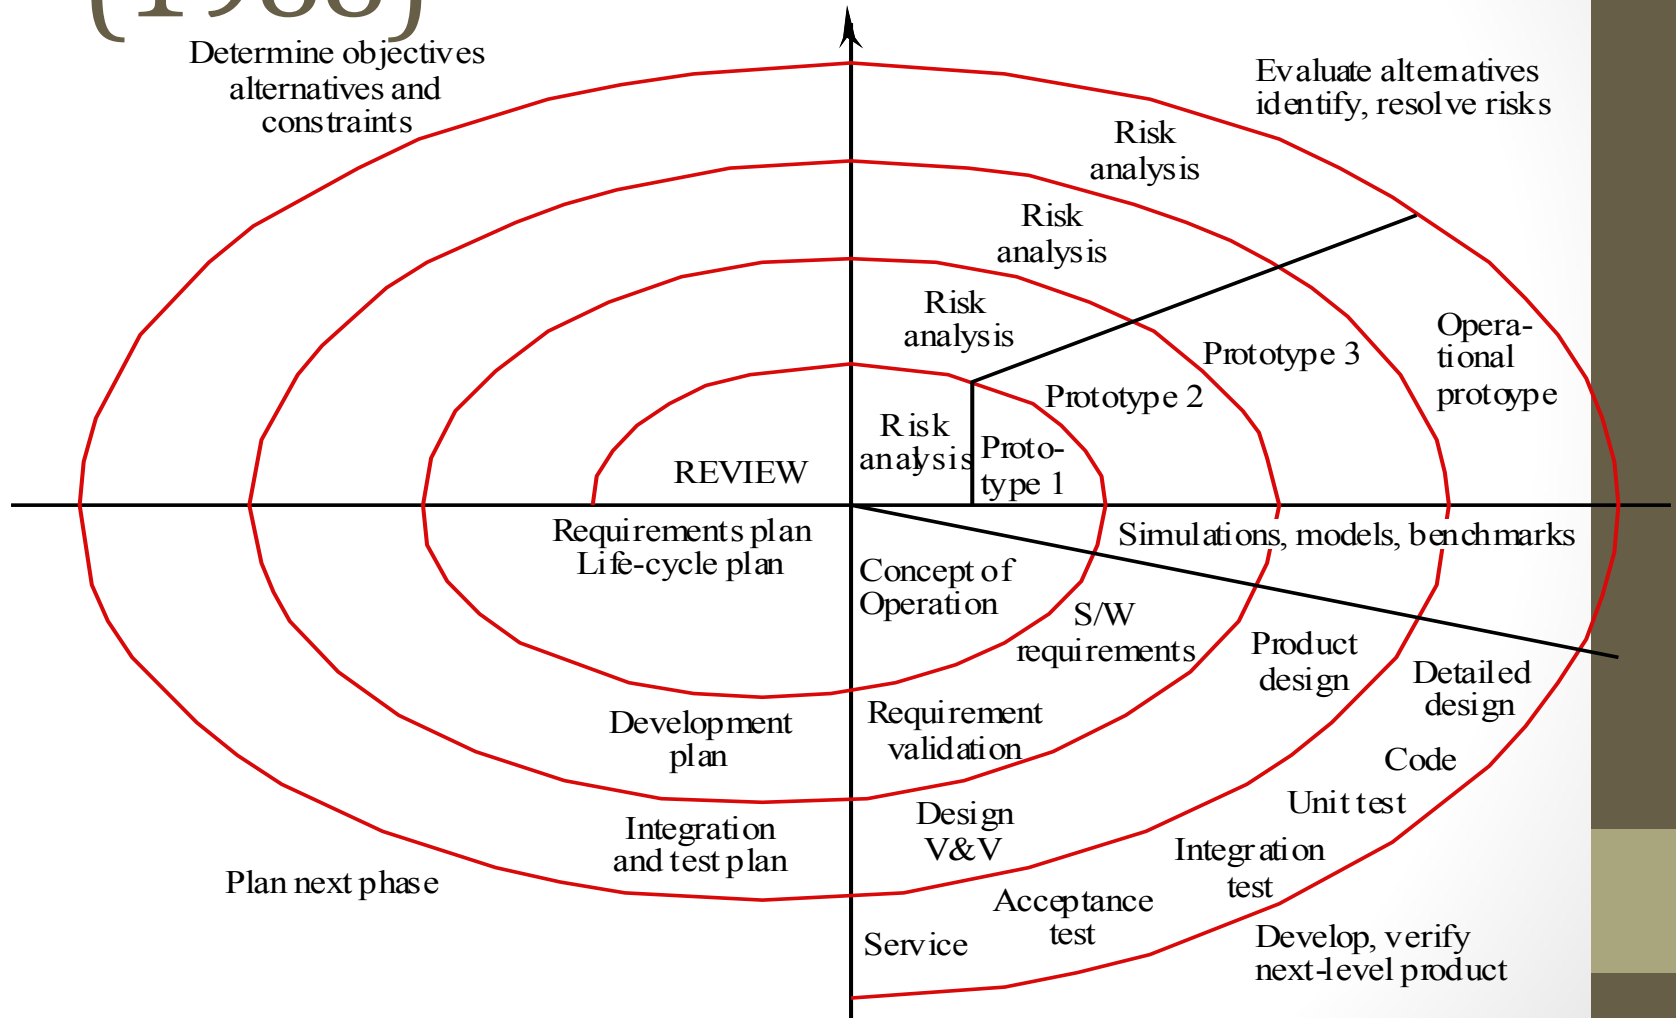 (1988)
Determine objectives
alternatives and
constraints
Evaluate alternatives
identify, resolve risks
Risk
analysis
Risk
analysis
Risk
analysis
Risk
analysis
Proto-
type 1
Prototype 2
Prototype 3
Opera-
tional
protoype
REVIEW
Requirements plan
Life-cycle plan
Simulations, models, benchmarks
Concept of
Operation
S/W
requirements
Product
design
Detailed
design
Development
plan
Requirement
validation
Code
Unit test
Integration
and test plan
Design
V&V
Integration
test
Plan next phase
Acceptance
test
Service
Develop, verify
next-level product